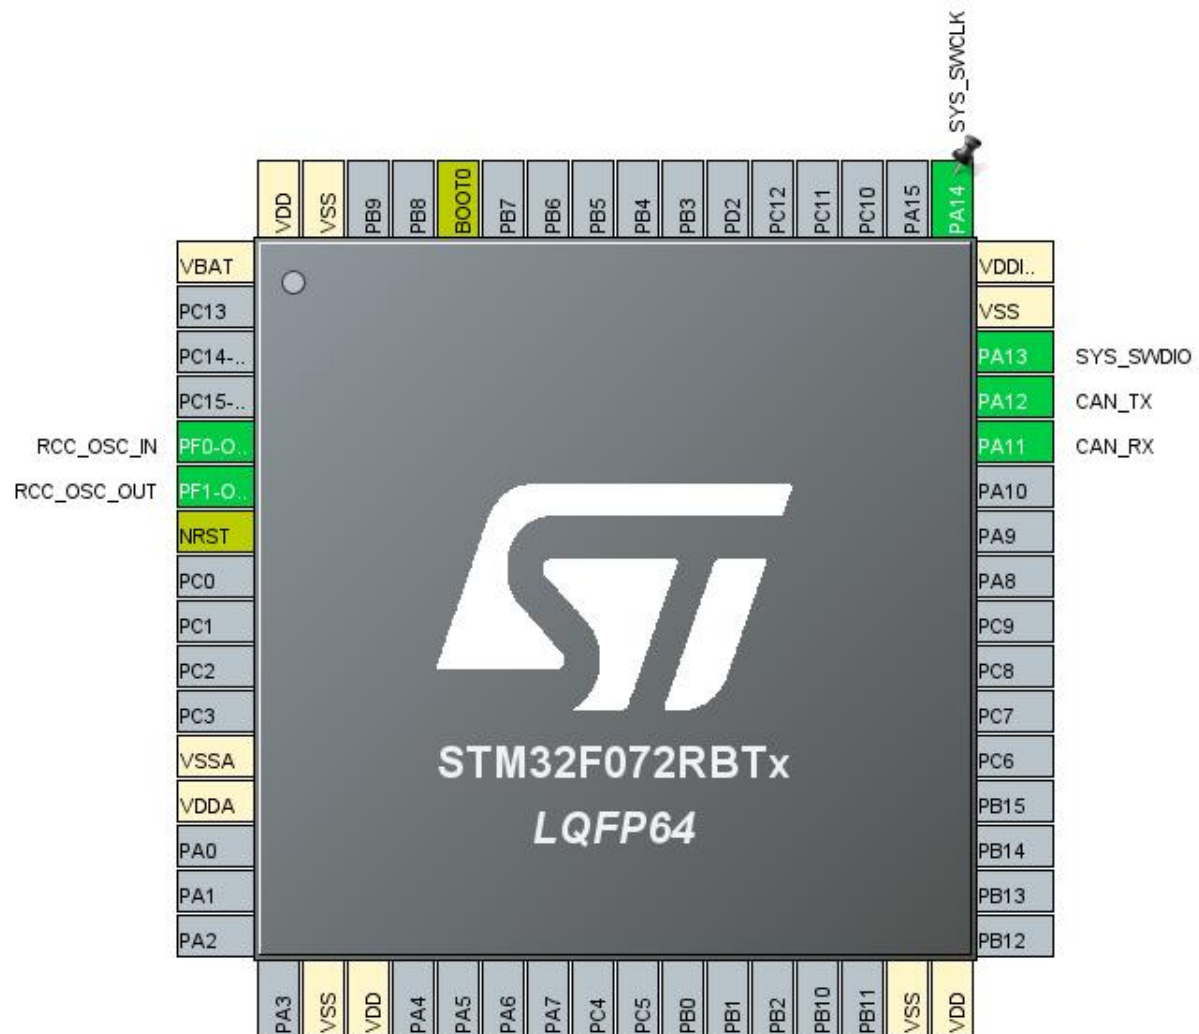 SYS_SWCLK
VDD
VSS
PB9
PB8
BOOT0
PB7
PB6
PB5
PB4
PB3
PD2
PC12
PC11
PC10
PA15
PA14
VBAT
PC13
PC14-..
PC15-..
RCC_OSC_IN PF0-O..
RCC_OSC_OUT PF1-O..
NRST
PC0
PC1
PC2
PC3
VSSA
VDDA
PA0
PA1
PA2
ST
STM32F072RBTx
LQFP64
VDDI..
VSS
PA13 SYS_SWDIO
PA12 CAN_TX
PA11 CAN_RX
PA10
PA9
PA8
PC9
PC8
PC7
PC6
PB15
PB14
PB13
PB12
PA3
VSS
VDD
PA4
PA5
PA6
PA7
PC4
PC5
PB0
PB1
PB2
PB10
PB11
VSS
VDD